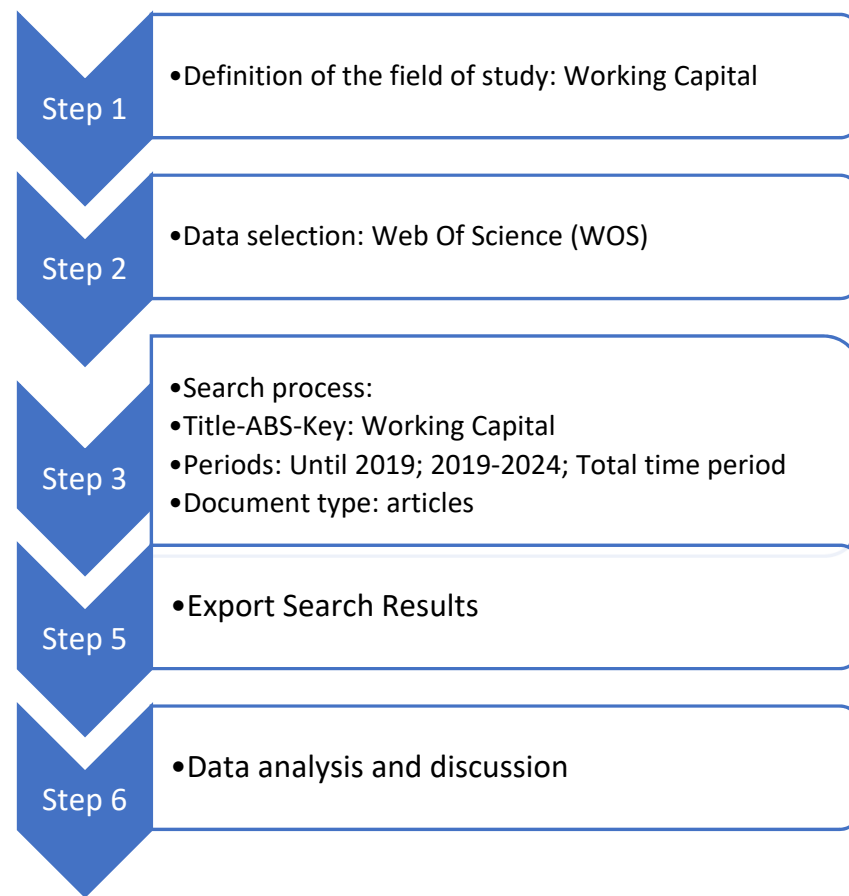 Step 1
•Definition of the field of study: Working Capital
Step 2
•Data selection: Web Of Science (WOS)
Step 3
•Search process:
•Title-ABS-Key: Working Capital
•Periods: Until 2019; 2019-2024; Total time period
•Document type: articles
Step 5
•Export Search Results
Step 6
•Data analysis and discussion